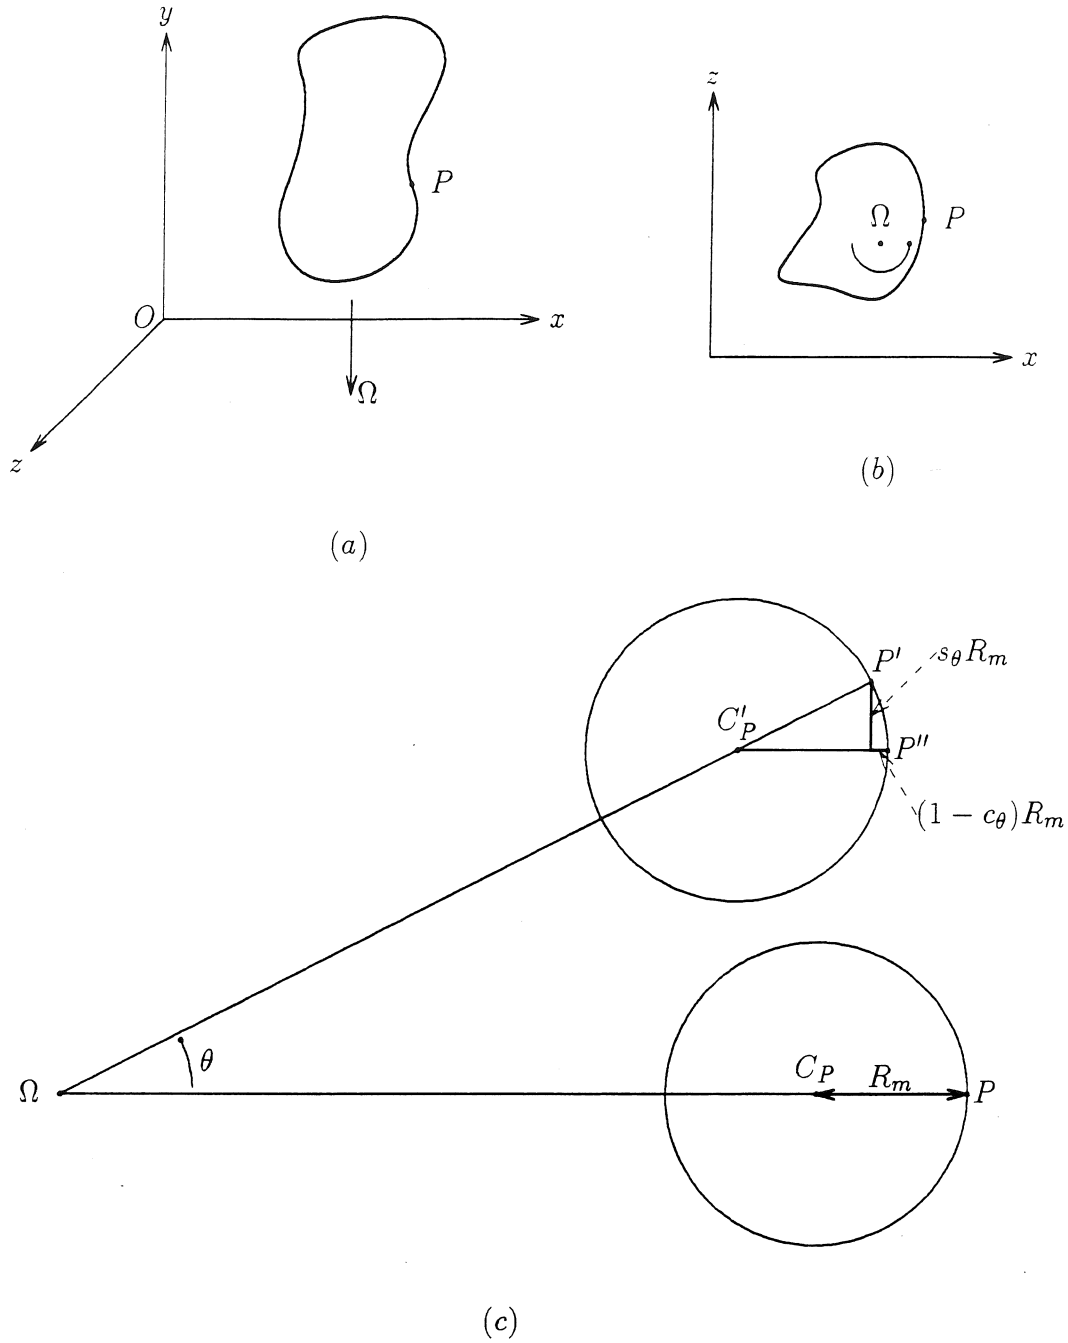 y
P
O
x
Ω
z
(a)
z
Ω
P
x
(b)
P′
s_θ R_m
C′_P
P″
(1 − c_θ)R_m
θ
Ω
C_P
R_m
P
(c)